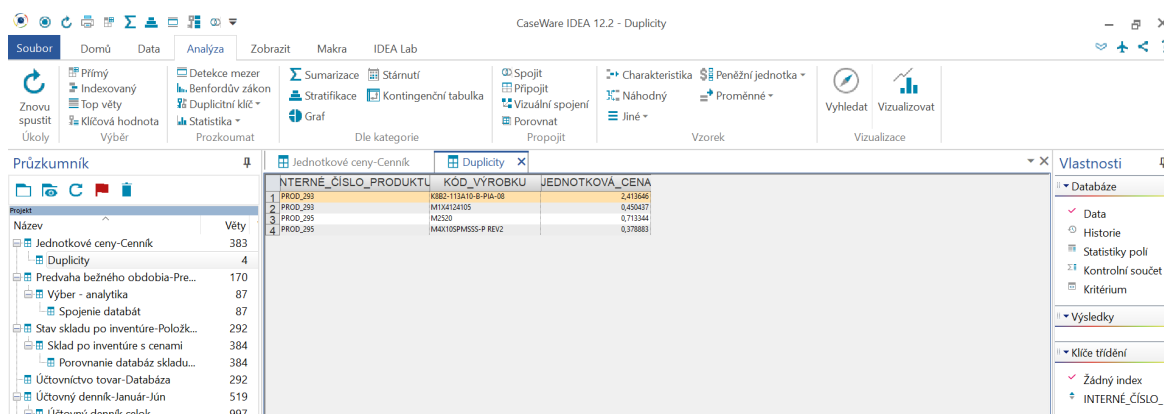 CaseWare IDEA 12.2 - Duplicity
Soubor Domů Data Analýza Zobrazit Makra IDEA Lab
Znovu spustit
Úkoly
Přímý
Indexovaný
Top věty
Klíčová hodnota
Výběr
Detekce mezer
Benfordův zákon
Duplicitní klíč
Statistika
Prozkoumat
Sumarizace Stárnutí
Stratifikace Kontingenční tabulka
Graf
Dle kategorie
Spojit
Připojit
Vizuální spojení
Porovnat
Propojit
Charakteristika Peněžní jednotka
Náhodný Proměnné
Jiné
Vzorek
Vyhledat Vizualizovat
Vizualizace
Průzkumník
Projekt
Název Věty
Jednotkové ceny-Cenník 383
Duplicity 4
Predvaha bežného obdobia-Pre... 170
Výber - analytika 87
Spojenie databát 87
Stav skladu po inventúre-Položk... 292
Sklad po inventúre s cenami 384
Porovnanie databáz skladu... 384
Účtovníctvo tovar-Databáza 292
Účtovný denník-Január-Jún 519
Účtovný denník celok 997
Jednotkové ceny-Cenník Duplicity
NTERNÉ_ČÍSLO_PRODUKTU KÓD_VÝROBKU JEDNOTKOVÁ_CENA
1 PROD_293 K8B2-113A10-B-PIA-08 2,413646
2 PROD_293 M1X4124105 0,450437
3 PROD_295 M2520 0,713344
4 PROD_295 M4X10SPMSSS-P REV2 0,378883
Vlastnosti
Databáze
Data
Historie
Statistiky polí
Kontrolní součet
Kritérium
Výsledky
Klíče třídění
Žádný index
INTERNÉ_ČÍSLO_